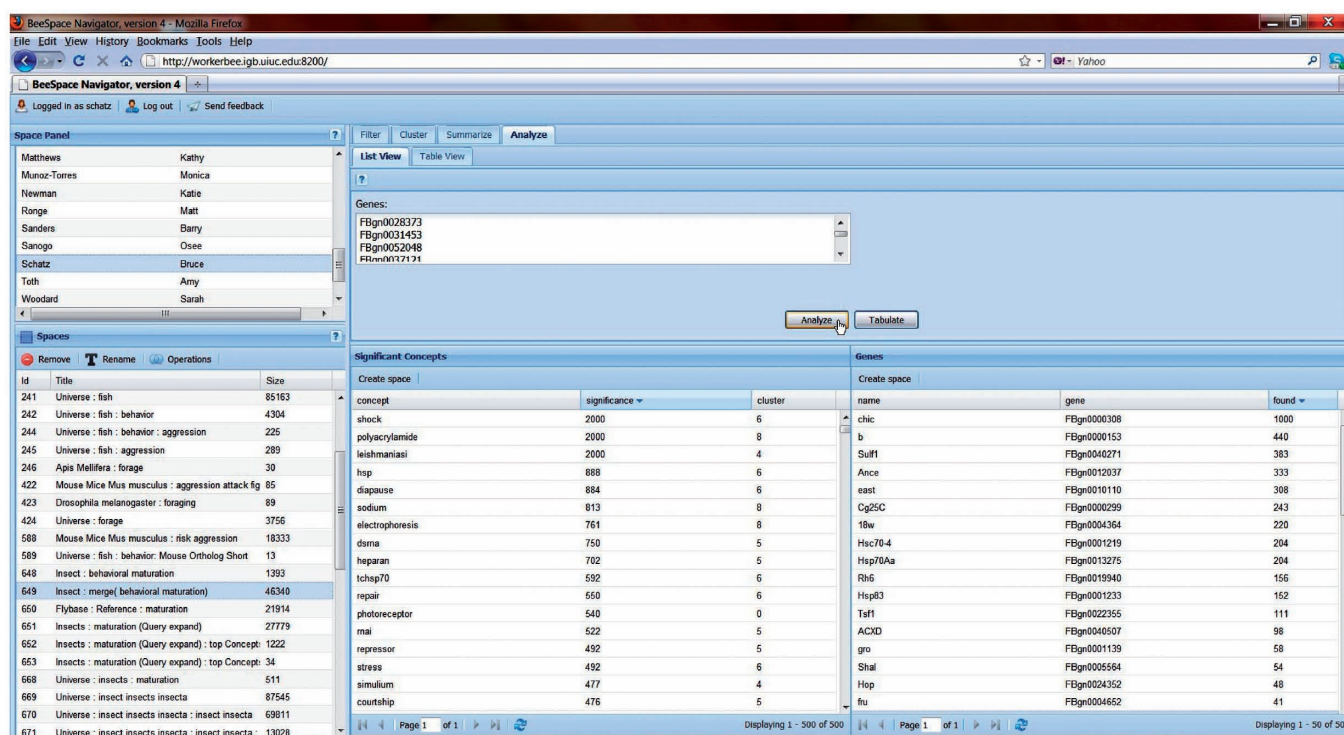 BeeSpace Navigator, version 4 - Mozilla Firefox
File Edit View History Bookmarks Tools Help
http://workerbee.igb.uiuc.edu:8200/
Yahoo
BeeSpace Navigator, version 4
Logged in as schatz Log out Send feedback
Space Panel ?
Matthews Kathy
Munoz-Torres Monica
Newman Katie
Ronge Matt
Sanders Barry
Sanogo Osee
Schatz Bruce
Toth Amy
Woodard Sarah
Spaces ?
Remove Rename Operations
Id Title Size
241 Universe : fish 85163
242 Universe : fish : behavior 4304
244 Universe : fish : behavior : aggression 225
245 Universe : fish : aggression 289
246 Apis Mellifera : forage 30
422 Mouse Mice Mus musculus : aggression attack fig 85
423 Drosophila melanogaster : foraging 89
424 Universe : forage 3756
588 Mouse Mice Mus musculus : risk aggression 18333
589 Universe : fish : behavior: Mouse Ortholog Short 13
648 Insect : behavioral maturation 1393
649 Insect : merge( behavioral maturation) 46340
650 Flybase : Reference : maturation 21914
651 Insects : maturation (Query expand) 27779
652 Insects : maturation (Query expand) : top Concept: 1222
653 Insects : maturation (Query expand) : top Concept: 34
668 Universe : insects : maturation 511
669 Universe : insect insects insecta 87545
670 Universe : insect insects insecta : insect insecta 69811
671 Universe : insect insects insecta : insect insecta : 13028
Filter Cluster Summarize Analyze
List View Table View
?
Genes:
FBgn0028373
FBgn0031453
FBgn0052048
FBgn0037121
Analyze Tabulate
Significant Concepts
Create space
concept significance cluster
shock 2000 6
polyacrylamide 2000 8
leishmaniasi 2000 4
hsp 888 6
diapause 884 6
sodium 813 8
electrophoresis 761 8
dsrna 750 5
heparan 702 5
tchsp70 592 6
repair 550 6
photoreceptor 540 0
rnai 522 5
repressor 492 5
stress 492 6
simulium 477 4
courtship 476 5
Page 1 of 1 Displaying 1 - 500 of 500
Genes
Create space
name gene found
chic FBgn0000308 1000
b FBgn0000153 440
Sulf1 FBgn0040271 383
Ance FBgn0012037 333
east FBgn0010110 308
Cg25C FBgn0000299 243
18w FBgn0004364 220
Hsc70-4 FBgn0001219 204
Hsp70Aa FBgn0013275 204
Rh6 FBgn0019940 156
Hsp83 FBgn0001233 152
Tsf1 FBgn0022355 111
ACXD FBgn0040507 98
gro FBgn0001139 58
Shal FBgn0005564 54
Hop FBgn0024352 48
fru FBgn0004652 41
Page 1 of 1 Displaying 1 - 50 of 50